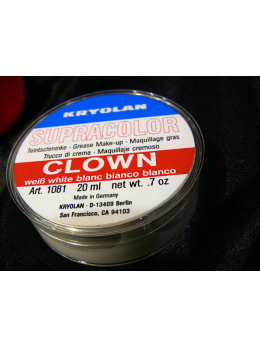 KRYOLAN
SUPRACOLOR
Teintschminke - Grease Make-up - Maquillage gras
Trucco di crema - Maquillaje cremoso
CLOWN
weiß white blanc bianco blanco
Art. 1081 20 ml net wt. .7 oz
Made in Germany
KRYOLAN - D-13409 Berlin
San Francisco, CA 94103